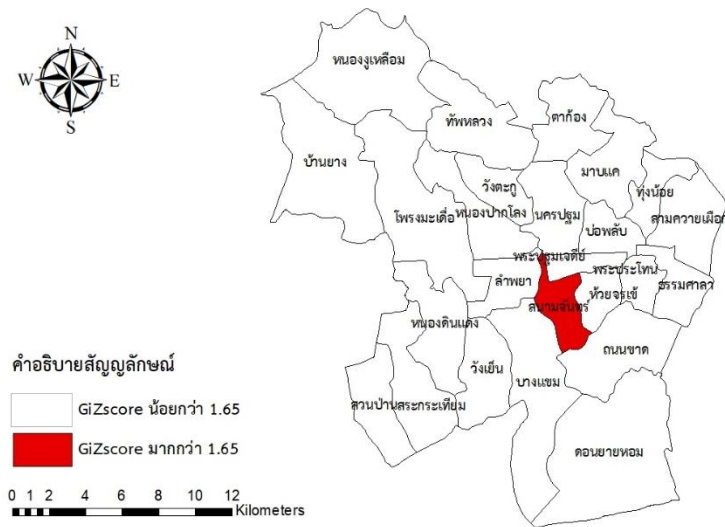 N
W
E
S
หนองงูเหลือม
ทัพหลวง
ตาก้อง
บ้านยาง
มาบแค
วังตะกู
ทุ่งน้อย
โพรงมะเดื่อ
หนองปากโลง
นครปฐม
สามควายเผือก
บ่อพลับ
พระปฐมเจดีย์
พระประโทน
ลำพยา
ธรรมศาลา
ห้วยจรเข้
สนามจันทร์
หนองดินแดง
ถนนขาด
คำอธิบายสัญญลักษณ์
วังเย็น
บางแขม
GiZscore น้อยกว่า 1.65
สวนป่าน
สระกระเทียม
GiZscore มากกว่า 1.65
ดอนยายหอม
0 1 2 4 6 8 10 12
Kilometers